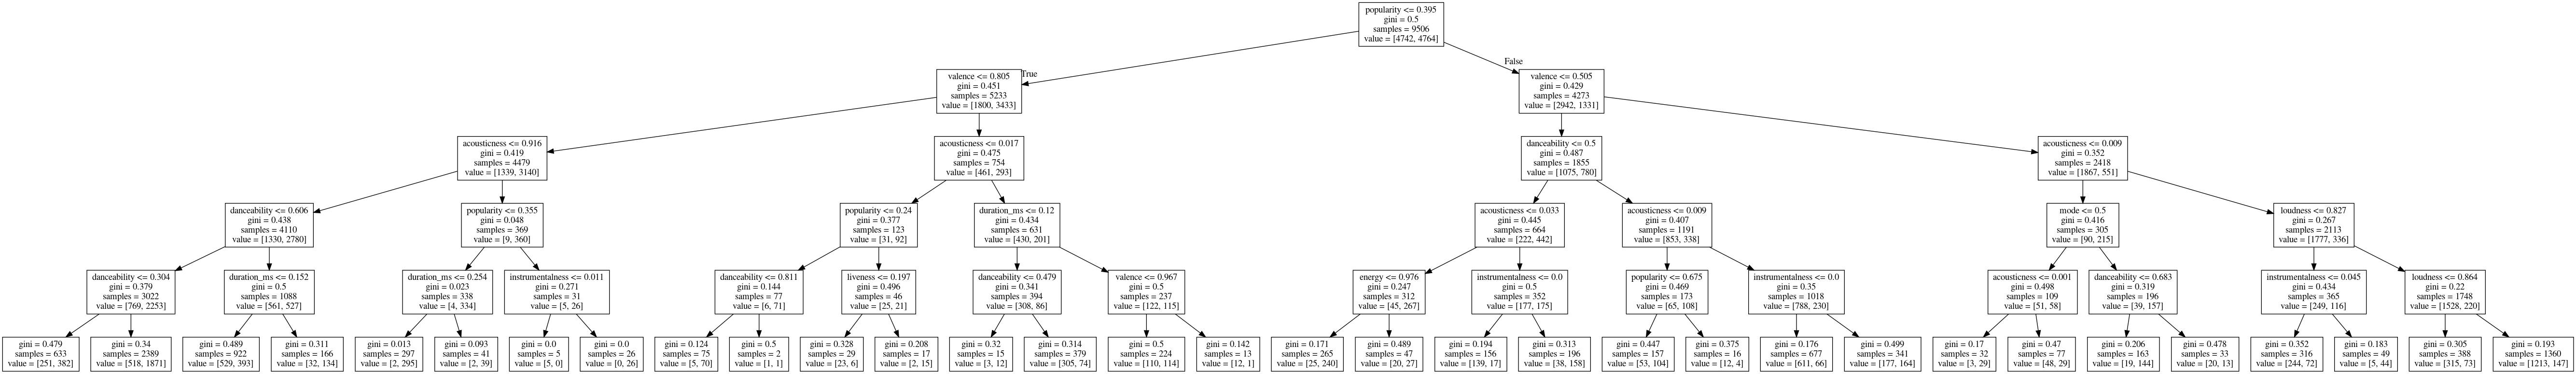 popularity <= 0.395
gini = 0.5
samples = 9506
value = [4742, 4764]
True
False
valence <= 0.805
gini = 0.451
samples = 5233
value = [1800, 3433]
valence <= 0.505
gini = 0.429
samples = 4273
value = [2942, 1331]
acousticness <= 0.916
gini = 0.419
samples = 4479
value = [1339, 3140]
acousticness <= 0.017
gini = 0.475
samples = 754
value = [461, 293]
danceability <= 0.5
gini = 0.487
samples = 1855
value = [1075, 780]
acousticness <= 0.009
gini = 0.352
samples = 2418
value = [1867, 551]
danceability <= 0.606
gini = 0.438
samples = 4110
value = [1330, 2780]
popularity <= 0.355
gini = 0.048
samples = 369
value = [9, 360]
popularity <= 0.24
gini = 0.377
samples = 123
value = [31, 92]
duration_ms <= 0.12
gini = 0.434
samples = 631
value = [430, 201]
acousticness <= 0.033
gini = 0.445
samples = 664
value = [222, 442]
acousticness <= 0.009
gini = 0.407
samples = 1191
value = [853, 338]
mode <= 0.5
gini = 0.416
samples = 305
value = [90, 215]
loudness <= 0.827
gini = 0.267
samples = 2113
value = [1777, 336]
danceability <= 0.304
gini = 0.379
samples = 3022
value = [769, 2253]
duration_ms <= 0.152
gini = 0.5
samples = 1088
value = [561, 527]
duration_ms <= 0.254
gini = 0.023
samples = 338
value = [4, 334]
instrumentalness <= 0.011
gini = 0.271
samples = 31
value = [5, 26]
danceability <= 0.811
gini = 0.144
samples = 77
value = [6, 71]
liveness <= 0.197
gini = 0.496
samples = 46
value = [25, 21]
danceability <= 0.479
gini = 0.341
samples = 394
value = [308, 86]
valence <= 0.967
gini = 0.5
samples = 237
value = [122, 115]
energy <= 0.976
gini = 0.247
samples = 312
value = [45, 267]
instrumentalness <= 0.0
gini = 0.5
samples = 352
value = [177, 175]
popularity <= 0.675
gini = 0.469
samples = 173
value = [65, 108]
instrumentalness <= 0.0
gini = 0.35
samples = 1018
value = [788, 230]
acousticness <= 0.001
gini = 0.498
samples = 109
value = [51, 58]
danceability <= 0.683
gini = 0.319
samples = 196
value = [39, 157]
instrumentalness <= 0.045
gini = 0.434
samples = 365
value = [249, 116]
loudness <= 0.864
gini = 0.22
samples = 1748
value = [1528, 220]
gini = 0.479
samples = 633
value = [251, 382]
gini = 0.34
samples = 2389
value = [518, 1871]
gini = 0.489
samples = 922
value = [529, 393]
gini = 0.311
samples = 166
value = [32, 134]
gini = 0.013
samples = 297
value = [2, 295]
gini = 0.093
samples = 41
value = [2, 39]
gini = 0.0
samples = 5
value = [5, 0]
gini = 0.0
samples = 26
value = [0, 26]
gini = 0.124
samples = 75
value = [5, 70]
gini = 0.5
samples = 2
value = [1, 1]
gini = 0.328
samples = 29
value = [23, 6]
gini = 0.208
samples = 17
value = [2, 15]
gini = 0.32
samples = 15
value = [3, 12]
gini = 0.314
samples = 379
value = [305, 74]
gini = 0.5
samples = 224
value = [110, 114]
gini = 0.142
samples = 13
value = [12, 1]
gini = 0.171
samples = 265
value = [25, 240]
gini = 0.489
samples = 47
value = [20, 27]
gini = 0.194
samples = 156
value = [139, 17]
gini = 0.313
samples = 196
value = [38, 158]
gini = 0.447
samples = 157
value = [53, 104]
gini = 0.375
samples = 16
value = [12, 4]
gini = 0.176
samples = 677
value = [611, 66]
gini = 0.499
samples = 341
value = [177, 164]
gini = 0.17
samples = 32
value = [3, 29]
gini = 0.47
samples = 77
value = [48, 29]
gini = 0.206
samples = 163
value = [19, 144]
gini = 0.478
samples = 33
value = [20, 13]
gini = 0.352
samples = 316
value = [244, 72]
gini = 0.183
samples = 49
value = [5, 44]
gini = 0.305
samples = 388
value = [315, 73]
gini = 0.193
samples = 1360
value = [1213, 147]